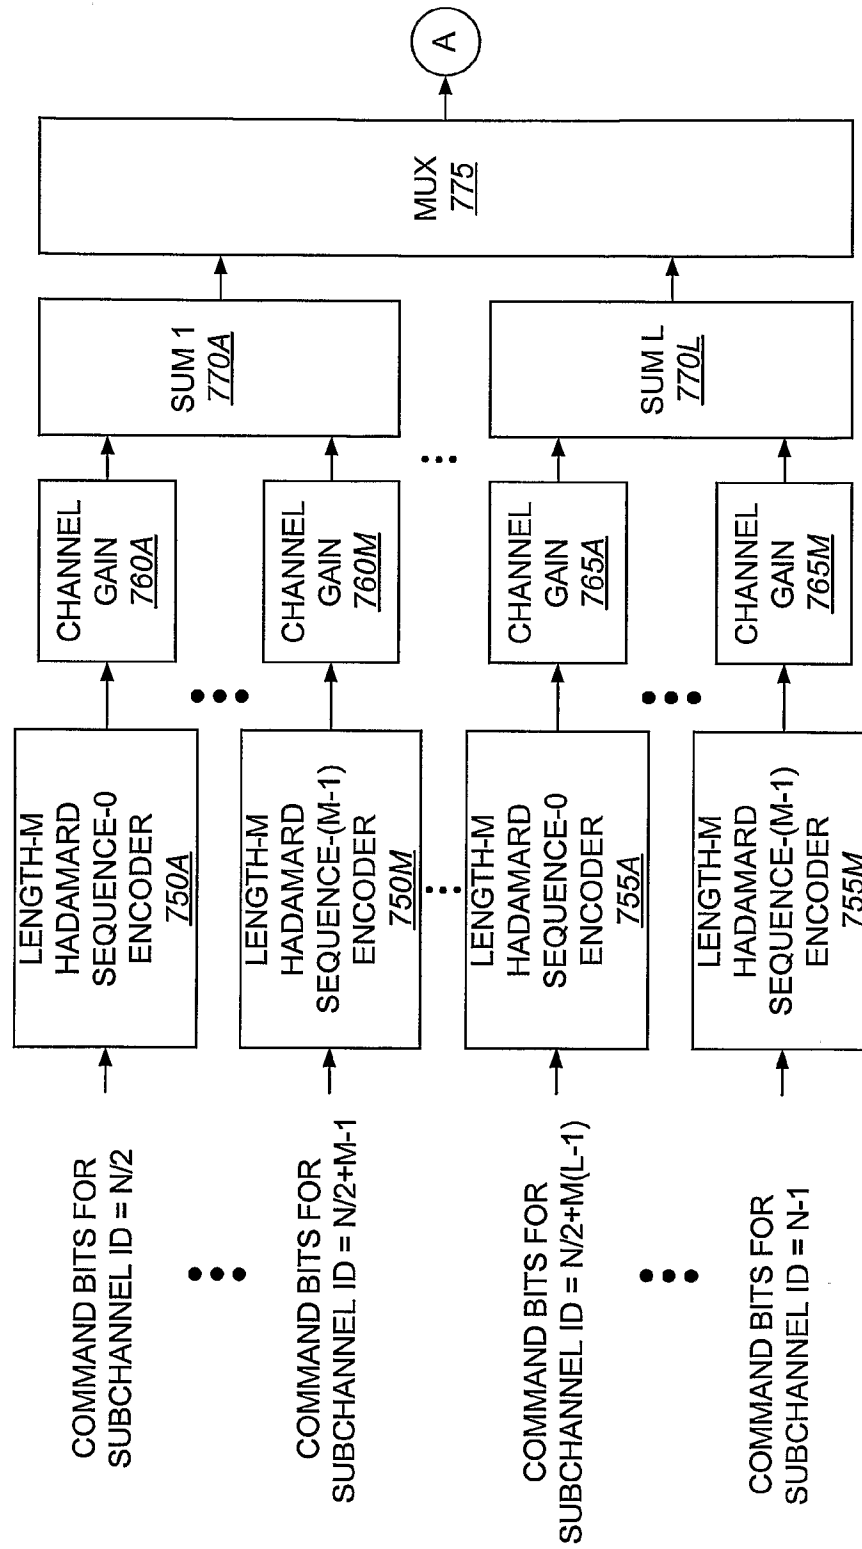 COMMAND BITS FOR
SUBCHANNEL ID = N/2
LENGTH-M
HADAMARD
SEQUENCE-0
ENCODER
750A
CHANNEL
GAIN
760A
COMMAND BITS FOR
SUBCHANNEL ID = N/2+M-1
LENGTH-M
HADAMARD
SEQUENCE-(M-1)
ENCODER
750M
CHANNEL
GAIN
760M
SUM 1
770A
COMMAND BITS FOR
SUBCHANNEL ID = N/2+M(L-1)
LENGTH-M
HADAMARD
SEQUENCE-0
ENCODER
755A
CHANNEL
GAIN
765A
COMMAND BITS FOR
SUBCHANNEL ID = N-1
LENGTH-M
HADAMARD
SEQUENCE-(M-1)
ENCODER
755M
CHANNEL
GAIN
765M
SUM L
770L
MUX
775
A